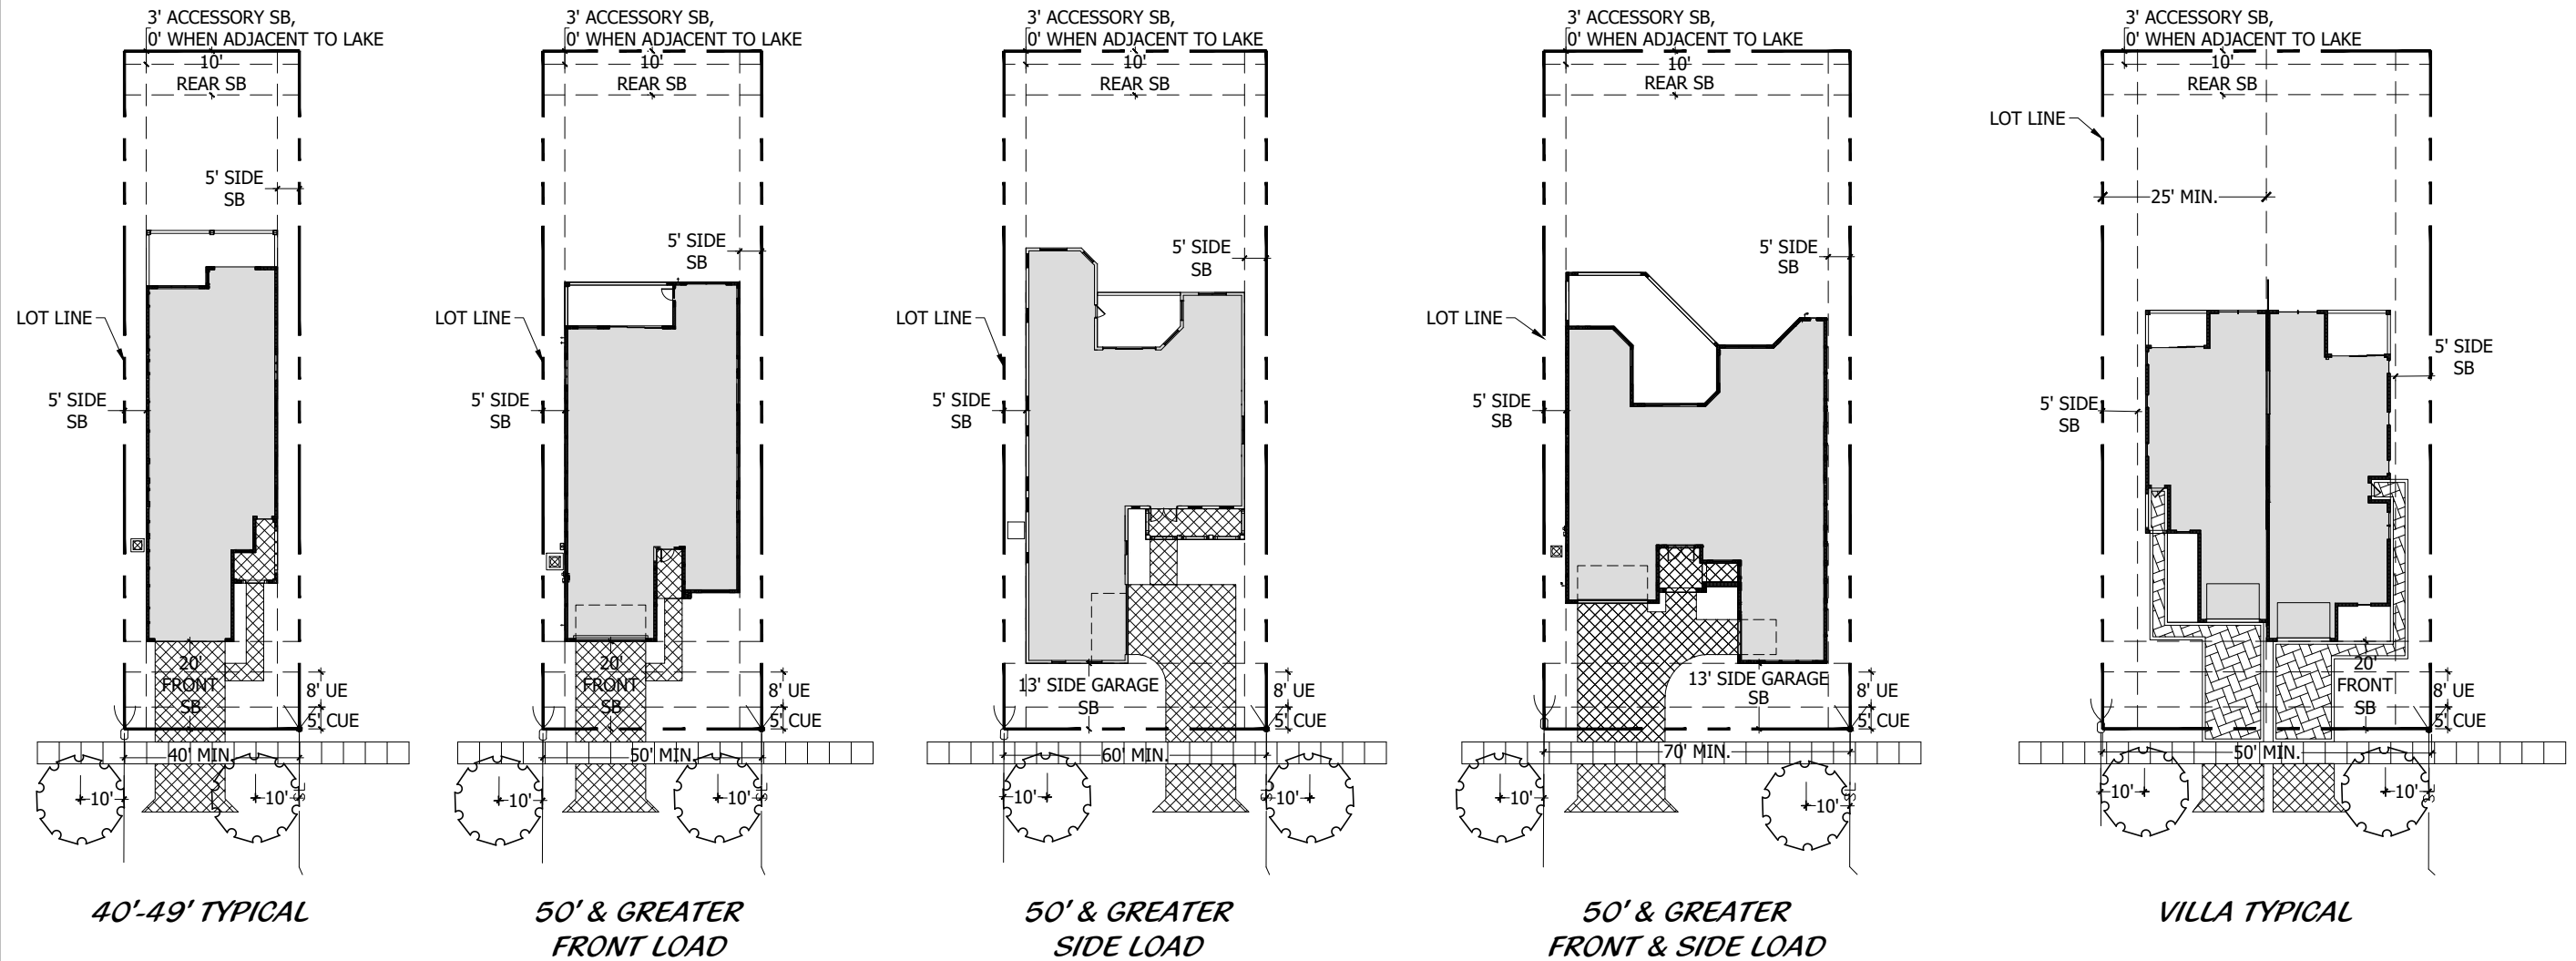 3' ACCESSORY SB,
0' WHEN ADJACENT TO LAKE
10'
REAR SB
5' SIDE
SB
LOT LINE
5' SIDE
SB
20'
FRONT
SB
8' UE
5' CUE
40' MIN.
10'
10'
40'-49' TYPICAL
3' ACCESSORY SB,
0' WHEN ADJACENT TO LAKE
10'
REAR SB
5' SIDE
SB
LOT LINE
5' SIDE
SB
20'
FRONT
SB
8' UE
5' CUE
50' MIN.
10'
10'
50' & GREATER
FRONT LOAD
3' ACCESSORY SB,
0' WHEN ADJACENT TO LAKE
10'
REAR SB
5' SIDE
SB
LOT LINE
5' SIDE
SB
13' SIDE GARAGE
SB
8' UE
5' CUE
60' MIN.
10'
10'
50' & GREATER
SIDE LOAD
3' ACCESSORY SB,
0' WHEN ADJACENT TO LAKE
10'
REAR SB
5' SIDE
SB
LOT LINE
5' SIDE
SB
13' SIDE GARAGE
SB
8' UE
5' CUE
70' MIN.
10'
10'
50' & GREATER
FRONT & SIDE LOAD
3' ACCESSORY SB,
0' WHEN ADJACENT TO LAKE
10'
REAR SB
LOT LINE
25' MIN.
5' SIDE
SB
5' SIDE
SB
20'
FRONT
SB
8' UE
5' CUE
50' MIN.
10'
10'
VILLA TYPICAL